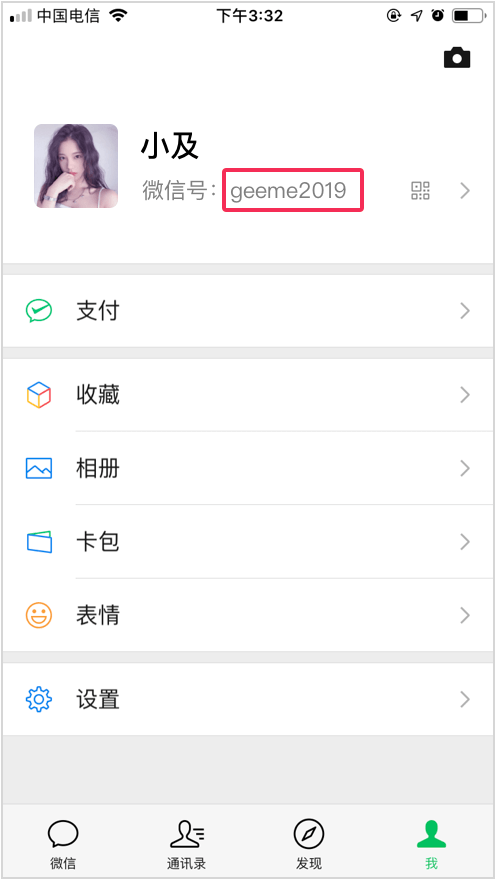 中国电信 下午3:32
小及
微信号: geeme2019
支付
收藏
相册
卡包
表情
设置
微信 通讯录 发现 我